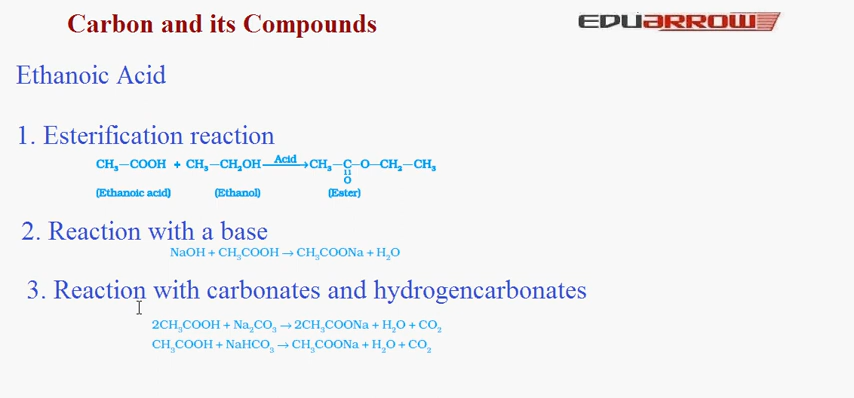 Carbon and its Compounds
EDUARROW
Ethanoic Acid
1. Esterification reaction
CH₃—COOH + CH₃—CH₂OH —Acid→ CH₃—C—O—CH₂—CH₃
||
O
(Ethanoic acid) (Ethanol) (Ester)
2. Reaction with a base
NaOH + CH₃COOH → CH₃COONa + H₂O
3. Reaction with carbonates and hydrogencarbonates
2CH₃COOH + Na₂CO₃ → 2CH₃COONa + H₂O + CO₂
CH₃COOH + NaHCO₃ → CH₃COONa + H₂O + CO₂